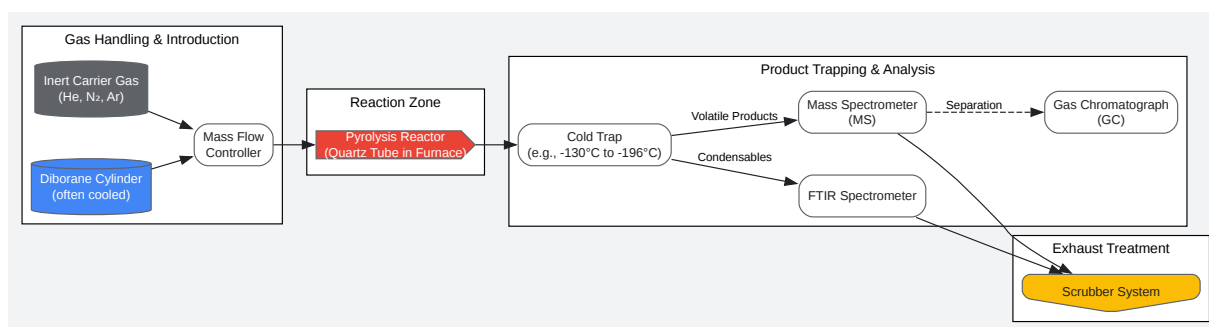 Gas Handling & Introduction
Inert Carrier Gas
(He, N₂, Ar)
Mass Flow
Controller
Diborane Cylinder
(often cooled)
Reaction Zone
Pyrolysis Reactor
(Quartz Tube in Furnace)
Product Trapping & Analysis
Cold Trap
(e.g., -130°C to -196°C)
Volatile Products
Condensables
Mass Spectrometer
(MS)
Separation
Gas Chromatograph
(GC)
FTIR Spectrometer
Exhaust Treatment
Scrubber System